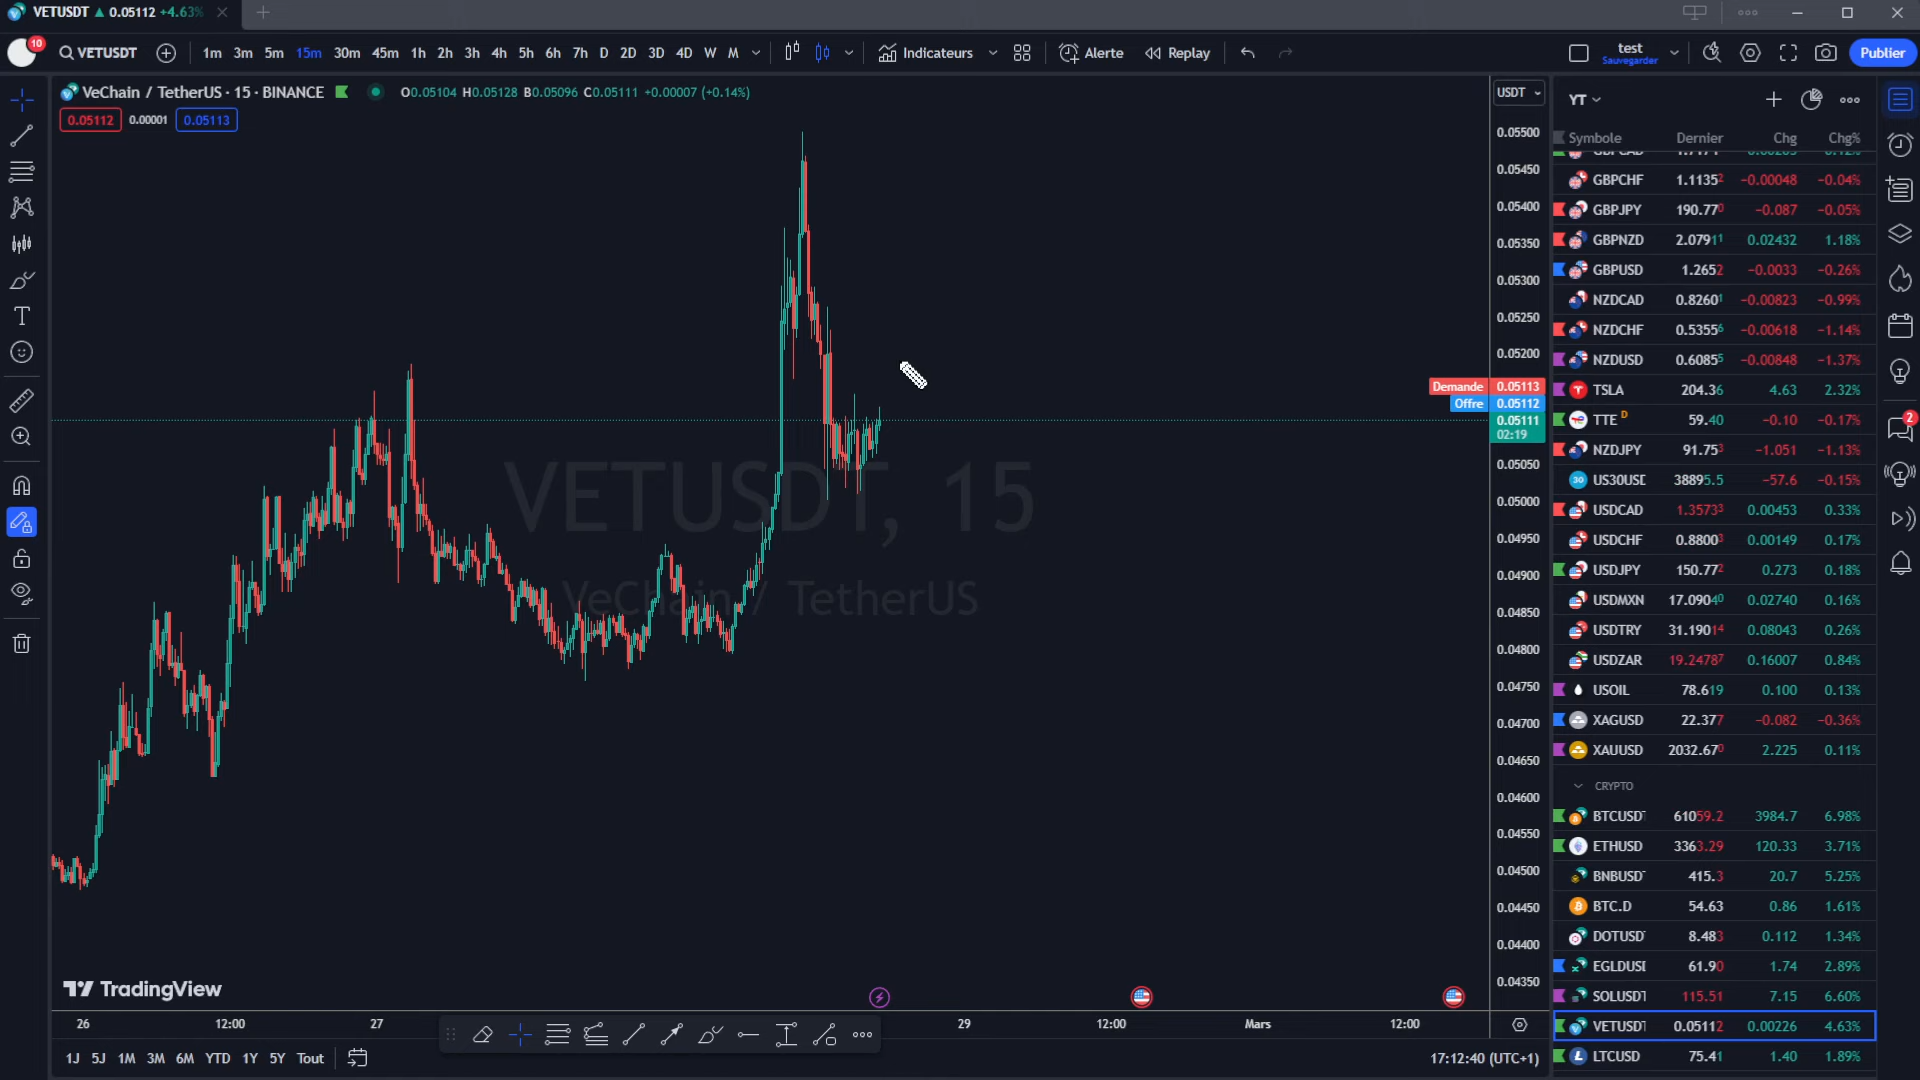 VETUSDT ▲ 0.05112 +4.63%
10 VETUSDT 1m 3m 5m 15m 30m 45m 1h 2h 3h 4h 5h 6h 7h D 2D 3D 4D W M Indicateurs Alerte Replay test Sauvegarder Publier
VeChain / TetherUS · 15 · BINANCE O0.05104 H0.05128 B0.05096 C0.05111 +0.00007 (+0.14%)
0.05112 0.00001 0.05113
USDT
0.05500
0.05450
0.05400
0.05350
0.05300
0.05250
0.05200
Demande 0.05113
Offre 0.05112
0.05111
02:19
0.05050
0.05000
0.04950
0.04900
0.04850
0.04800
0.04750
0.04700
0.04650
0.04600
0.04550
0.04500
0.04450
0.04400
0.04350
VETUSDT, 15
VeChain / TetherUS
TradingView
26 12:00 27 29 12:00 Mars 12:00
1J 5J 1M 3M 6M YTD 1Y 5Y Tout
17:12:40 (UTC+1)
YT
Symbole Dernier Chg Chg%
GBPCHF 1.11352 −0.00048 −0.04%
GBPJPY 190.770 −0.087 −0.05%
GBPNZD 2.07911 0.02432 1.18%
GBPUSD 1.2652 −0.0033 −0.26%
NZDCAD 0.82601 −0.00823 −0.99%
NZDCHF 0.53556 −0.00618 −1.14%
NZDUSD 0.60855 −0.00848 −1.37%
TSLA 204.36 4.63 2.32%
TTE D 59.40 −0.10 −0.17%
NZDJPY 91.753 −1.051 −1.13%
US30USD 38895.5 −57.6 −0.15%
USDCAD 1.35733 0.00453 0.33%
USDCHF 0.88003 0.00149 0.17%
USDJPY 150.772 0.273 0.18%
USDMXN 17.09040 0.02740 0.16%
USDTRY 31.19014 0.08043 0.26%
USDZAR 19.24787 0.16007 0.84%
USOIL 78.619 0.100 0.13%
XAGUSD 22.377 −0.082 −0.36%
XAUUSD 2032.670 2.225 0.11%
CRYPTO
BTCUSDT 61059.2 3984.7 6.98%
ETHUSD 3363.29 120.33 3.71%
BNBUSDT 415.3 20.7 5.25%
BTC.D 54.63 0.86 1.61%
DOTUSDT 8.483 0.112 1.34%
EGLDUSD 61.90 1.74 2.89%
SOLUSDT 115.51 7.15 6.60%
VETUSDT 0.05112 0.00226 4.63%
LTCUSD 75.41 1.40 1.89%
2